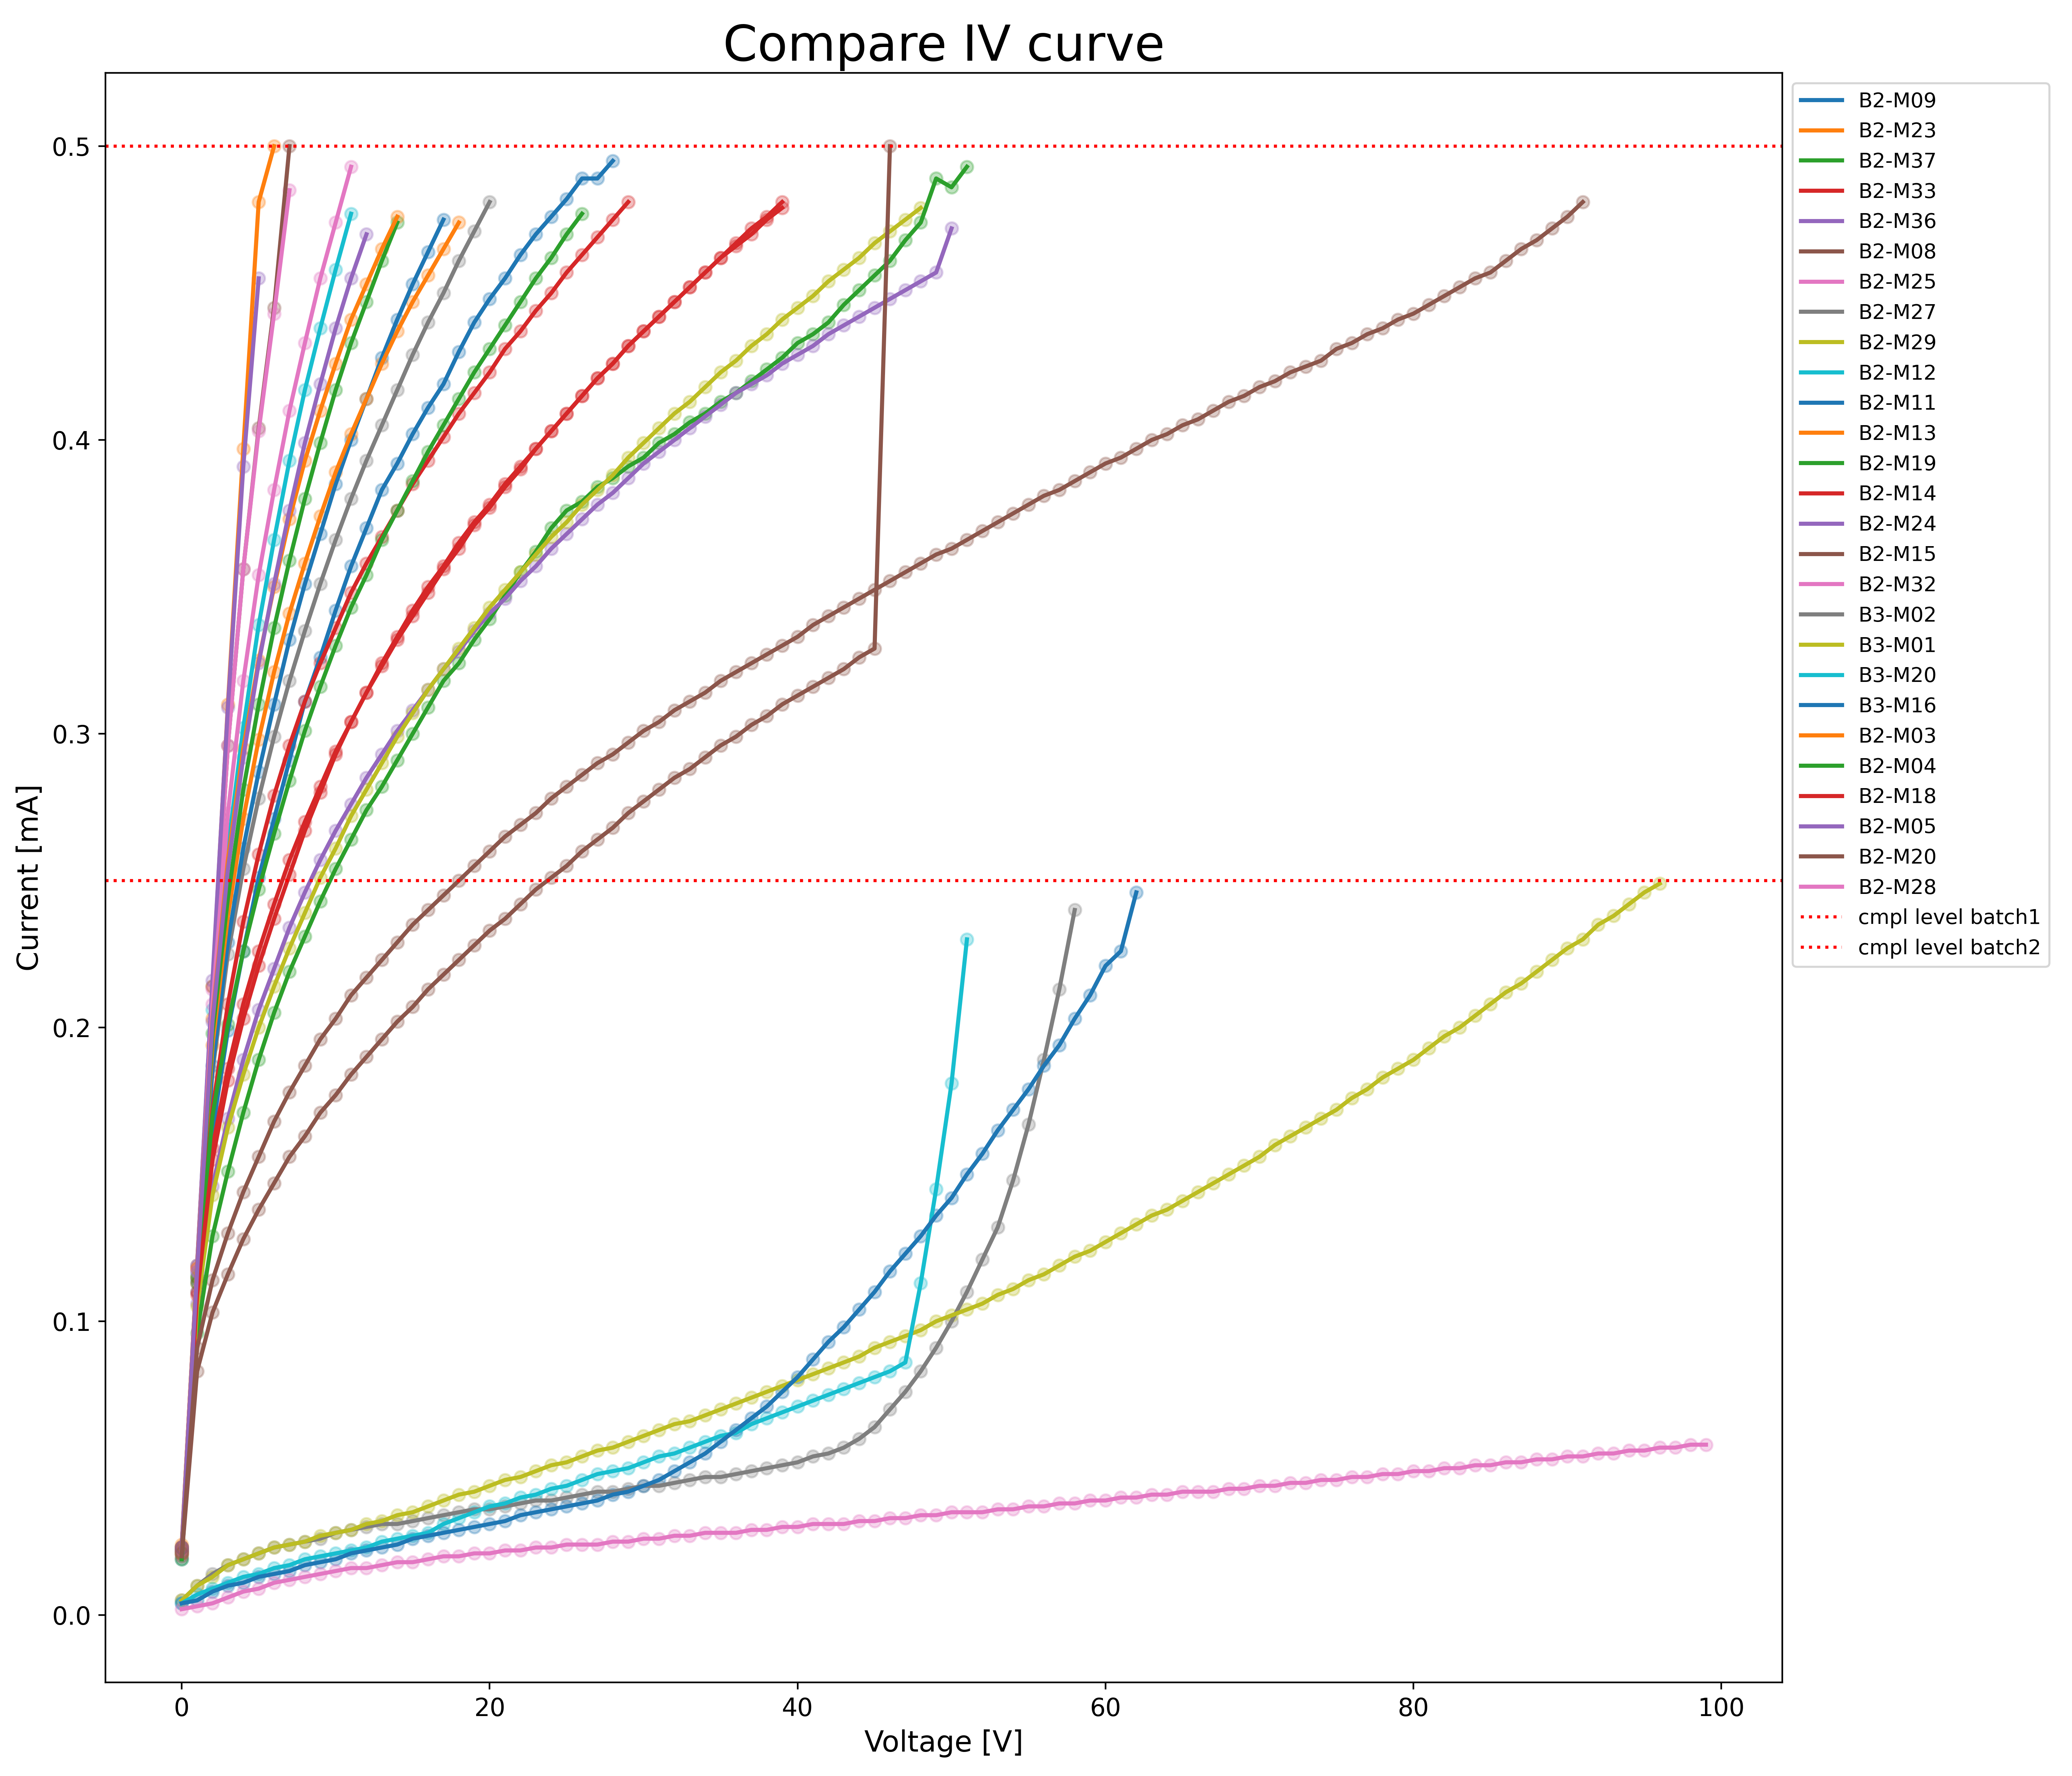 Compare IV curve
Current [mA]
0.5
0.4
0.3
0.2
0.1
0.0
0
20
40
60
80
100
Voltage [V]
B2-M09
B2-M23
B2-M37
B2-M33
B2-M36
B2-M08
B2-M25
B2-M27
B2-M29
B2-M12
B2-M11
B2-M13
B2-M19
B2-M14
B2-M24
B2-M15
B2-M32
B3-M02
B3-M01
B3-M20
B3-M16
B2-M03
B2-M04
B2-M18
B2-M05
B2-M20
B2-M28
cmpl level batch1
cmpl level batch2